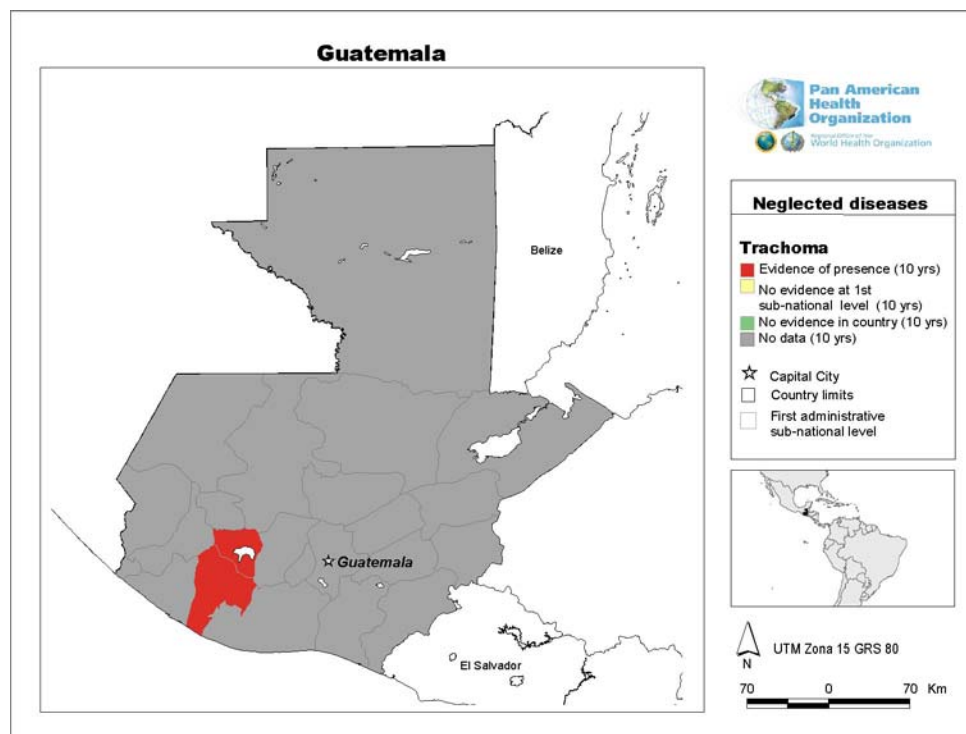 Guatemala
Pan American
Health
Organization
Regional Office of the
World Health Organization
Neglected diseases
Trachoma
Evidence of presence (10 yrs)
No evidence at 1st
sub-national level (10 yrs)
No evidence in country (10 yrs)
No data (10 yrs)
Capital City
Country limits
First administrative
sub-national level
Belize
Guatemala
El Salvador
N
UTM Zona 15 GRS 80
70 0 70 Km